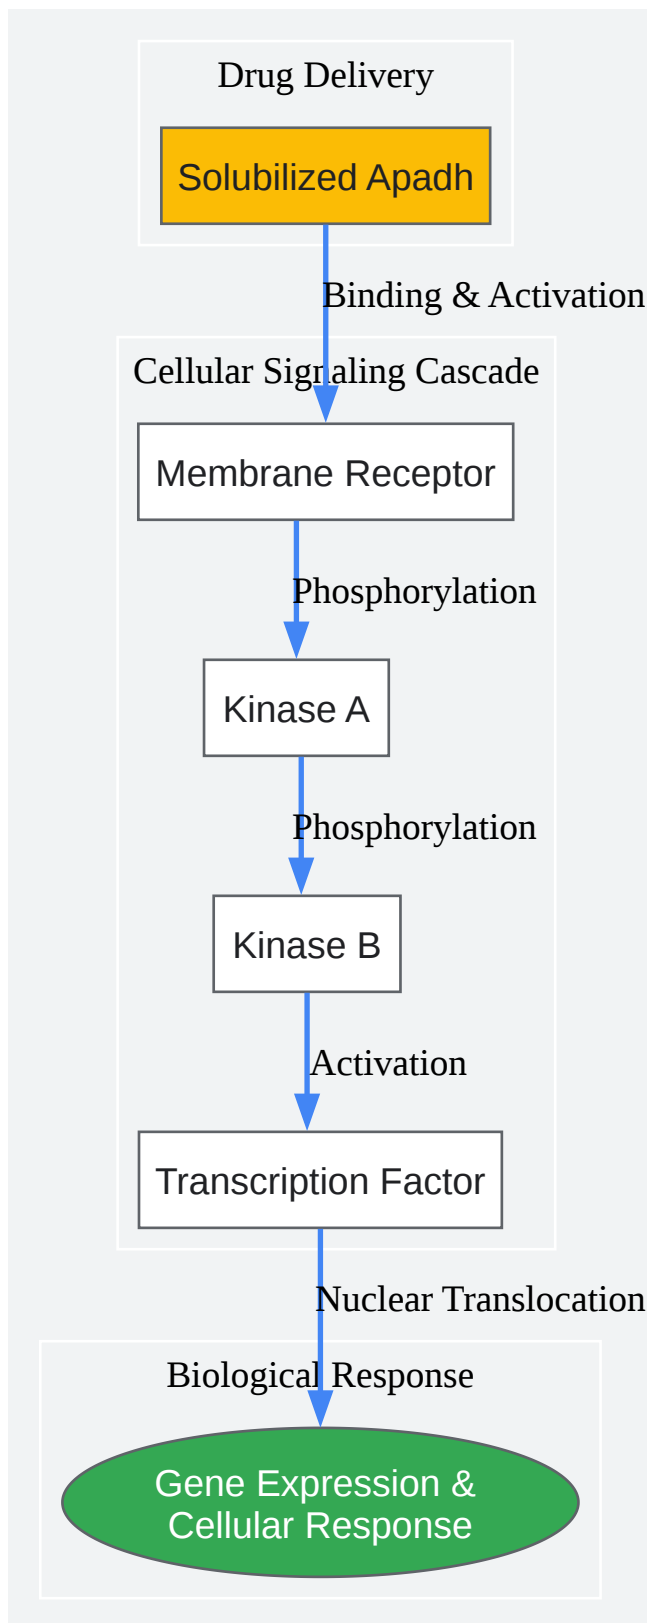 Drug Delivery
Solubilized Apadh
Binding & Activation
Cellular Signaling Cascade
Membrane Receptor
Phosphorylation
Kinase A
Phosphorylation
Kinase B
Activation
Transcription Factor
Nuclear Translocation
Biological Response
Gene Expression &
Cellular Response